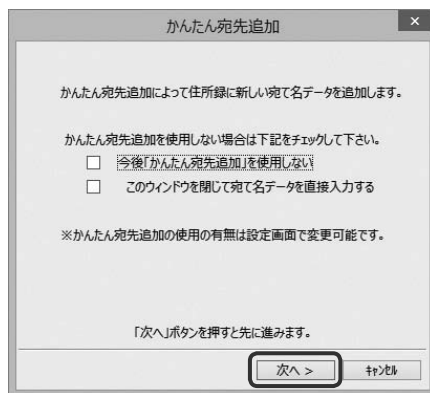 かんたん宛先追加
×
かんたん宛先追加によって住所録に新しい宛て名データを追加します。
かんたん宛先追加を使用しない場合は下記をチェックして下さい。
今後「かんたん宛先追加」を使用しない
このウィンドウを閉じて宛て名データを直接入力する
※かんたん宛先追加の使用の有無は設定画面で変更可能です。
「次へ」ボタンを押すと先に進みます。
次へ > ｷｬﾝｾﾙ